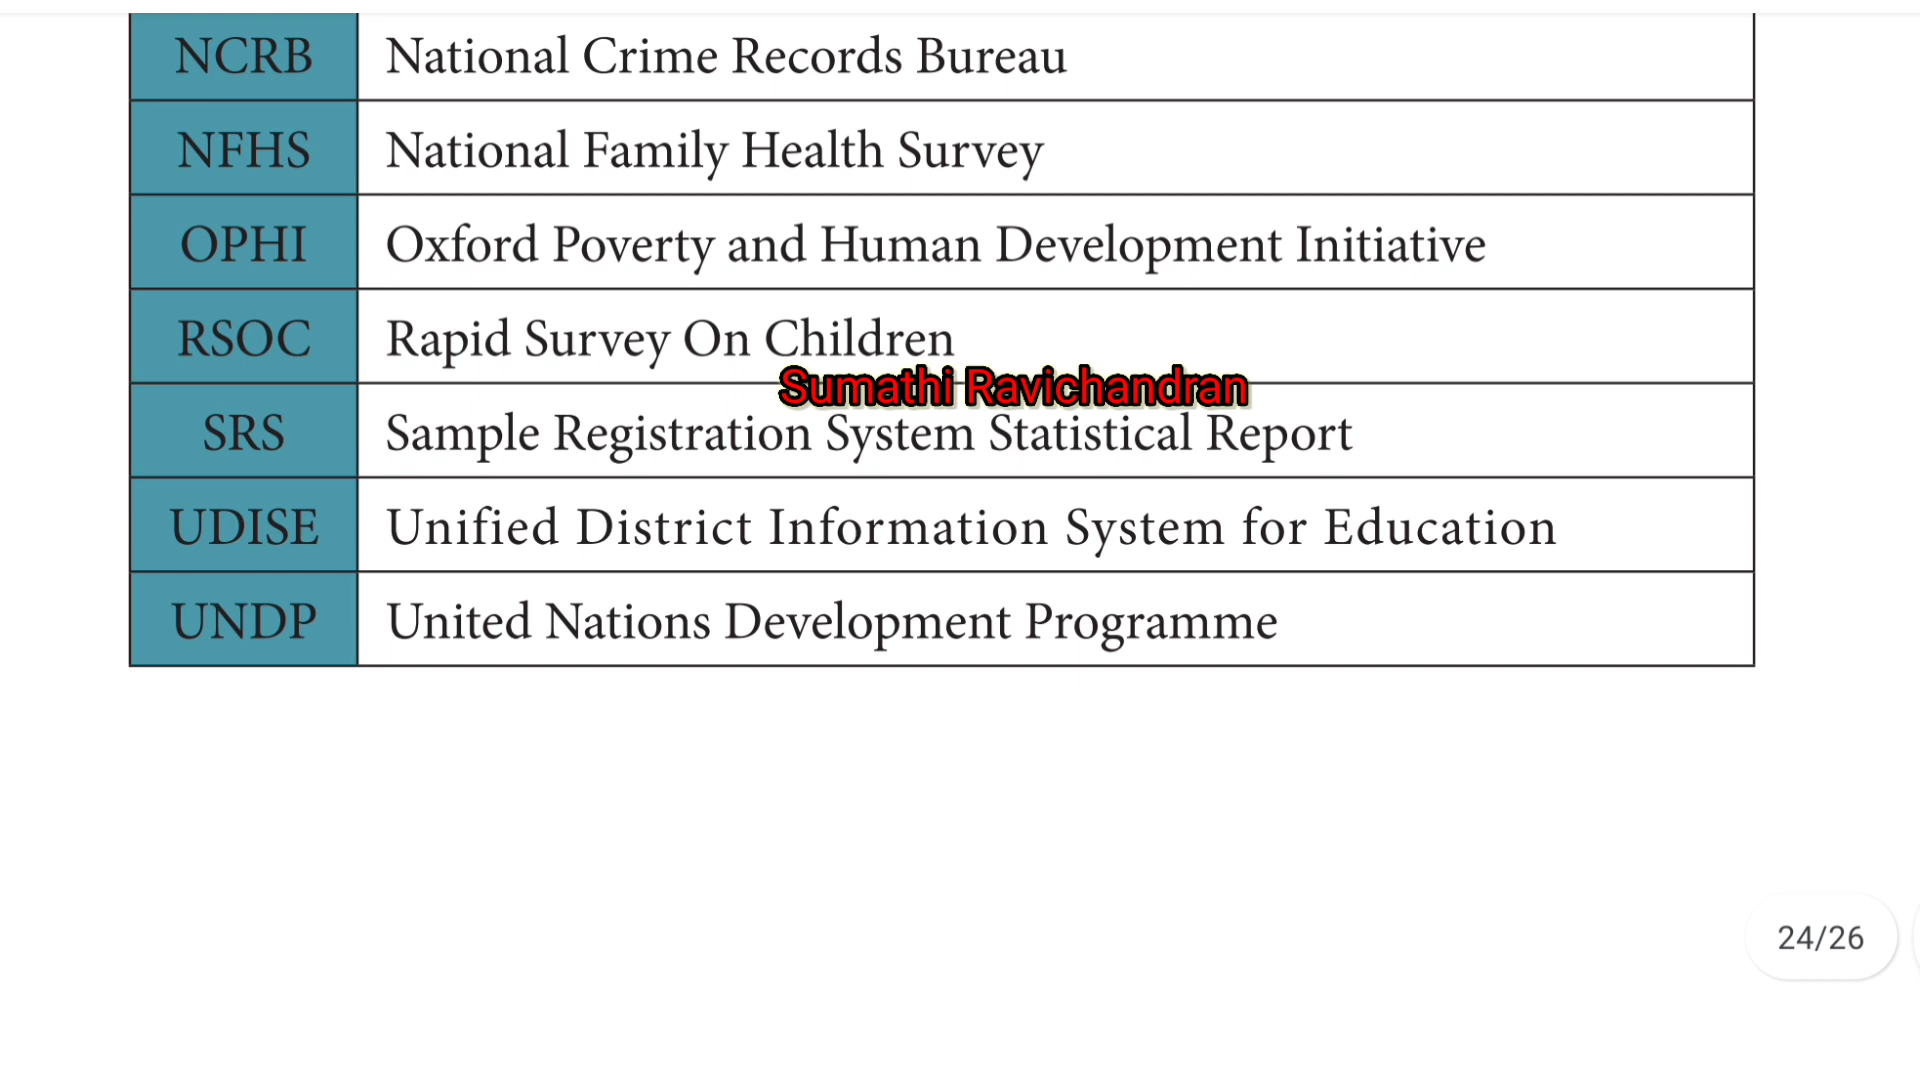 NCRB National Crime Records Bureau
NFHS National Family Health Survey
OPHI Oxford Poverty and Human Development Initiative
RSOC Rapid Survey On Children
Sumathi Ravichandran
SRS Sample Registration System Statistical Report
UDISE Unified District Information System for Education
UNDP United Nations Development Programme
24/26